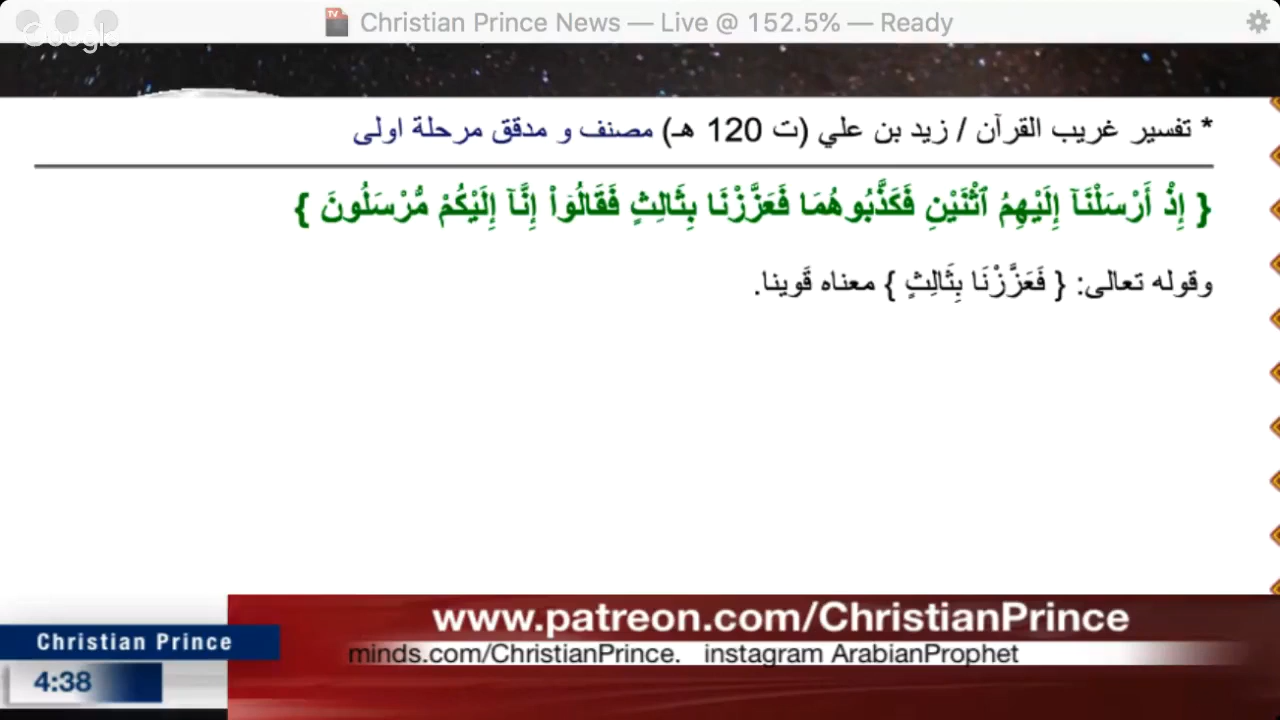 Christian Prince News — Live @ 152.5% — Ready
Google
* تفسير غريب القرآن / زيد بن علي (ت 120 هـ) مصنف و مدقق مرحلة اولى
{ إِذْ أَرْسَلْنَآ إِلَيْهِمُ ٱثْنَيْنِ فَكَذَّبُوهُمَا فَعَزَّزْنَا بِثَالِثٍ فَقَالُوۤاْ إِنَّآ إِلَيْكُمْ مُّرْسَلُونَ }
وقوله تعالى: { فَعَزَّزْنَا بِثَالِثٍ } معناه قَوينا.
www.patreon.com/ChristianPrince
Christian Prince
minds.com/ChristianPrince. instagram ArabianProphet
4:38